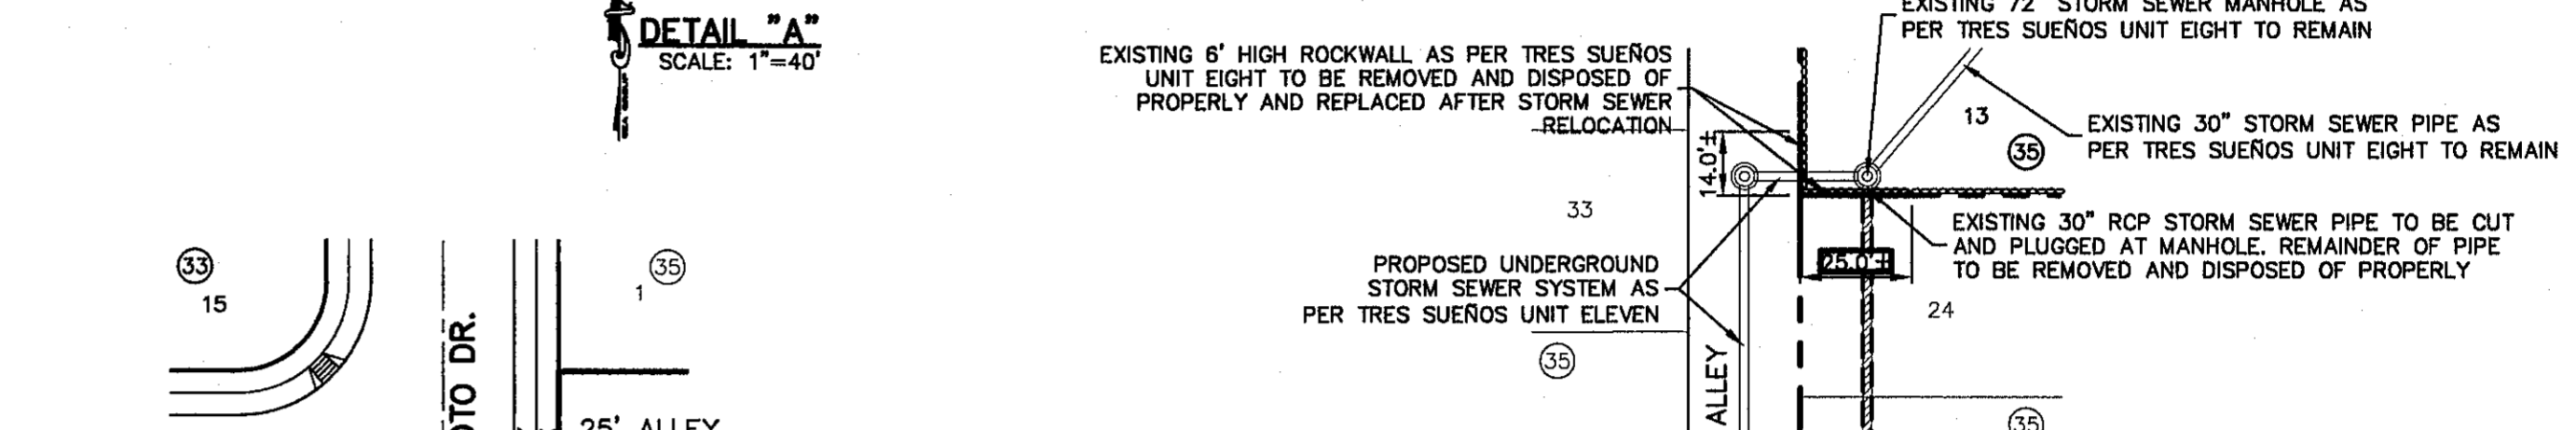 DETAIL "A"
SCALE: 1"=40'
EXISTING 72" STORM SEWER MANHOLE AS
PER TRES SUEÑOS UNIT EIGHT TO REMAIN
EXISTING 6' HIGH ROCKWALL AS PER TRES SUEÑOS
UNIT EIGHT TO BE REMOVED AND DISPOSED OF
PROPERLY AND REPLACED AFTER STORM SEWER
RELOCATION
14.0'±
13
35
EXISTING 30" STORM SEWER PIPE AS
PER TRES SUEÑOS UNIT EIGHT TO REMAIN
33
EXISTING 30" RCP STORM SEWER PIPE TO BE CUT
AND PLUGGED AT MANHOLE. REMAINDER OF PIPE
TO BE REMOVED AND DISPOSED OF PROPERLY
25.0'±
24
PROPOSED UNDERGROUND
STORM SEWER SYSTEM AS
PER TRES SUEÑOS UNIT ELEVEN
35
ALLEY
35
33
15
DR.
35
1
25' ALLEY